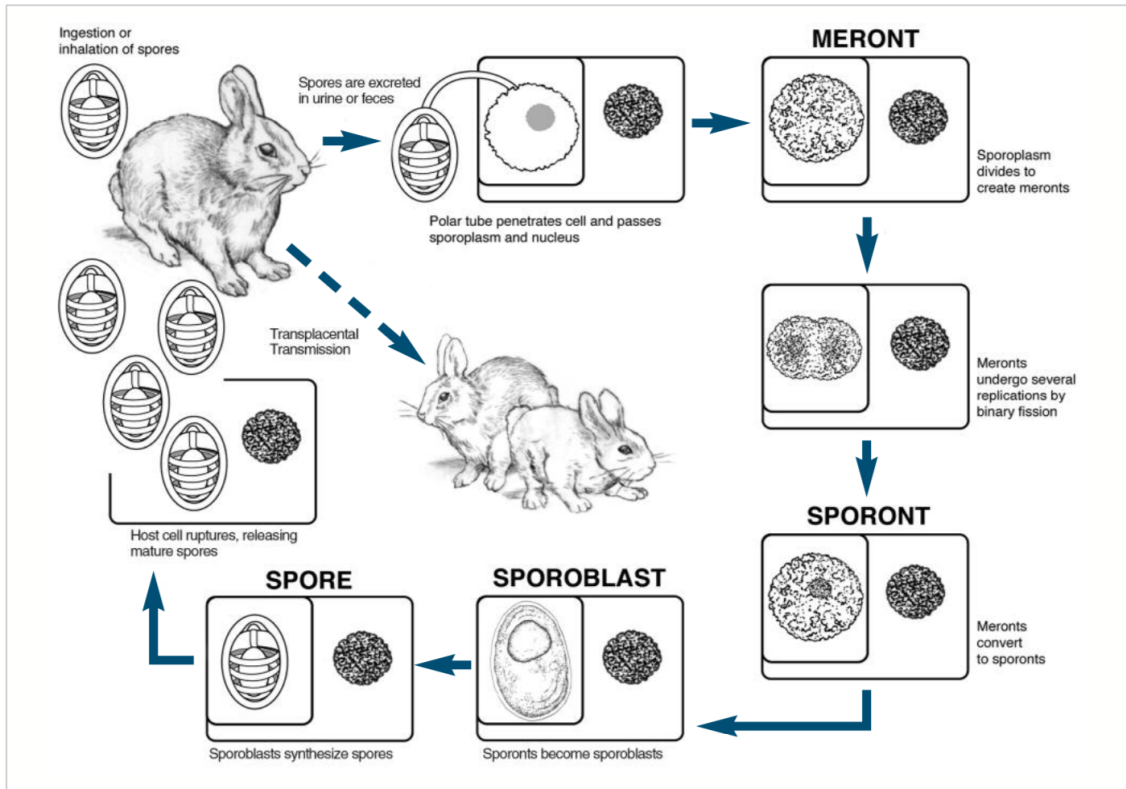 Ingestion or
inhalation of spores
Spores are excreted
in urine or feces
Polar tube penetrates cell and passes
sporoplasm and nucleus
MERONT
Sporoplasm
divides to
create meronts
Meronts
undergo several
replications by
binary fission
SPORONT
Meronts
convert
to sporonts
SPOROBLAST
Sporonts become sporoblasts
SPORE
Sporoblasts synthesize spores
Host cell ruptures, releasing
mature spores
Transplacental
Transmission